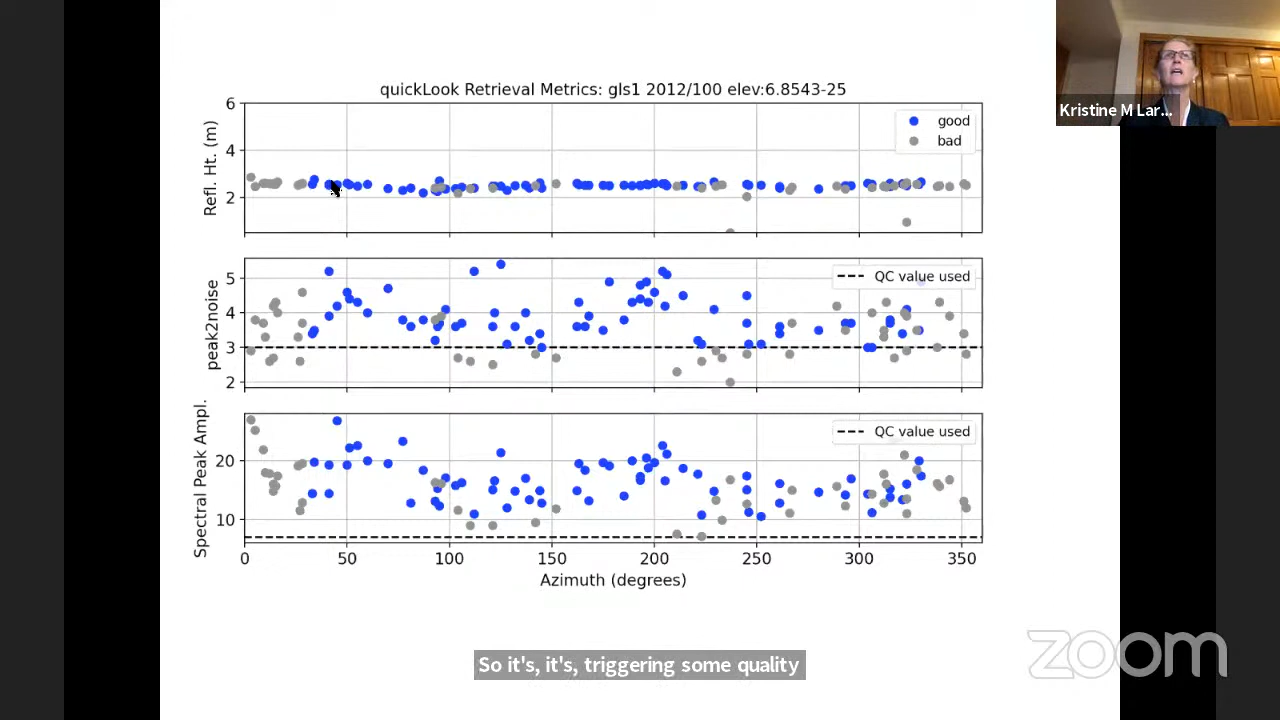 quickLook Retrieval Metrics: gls1 2012/100 elev:6.8543-25
Kristine M Lar...
Refl. Ht. (m)
6
4
2
good
bad
peak2noise
5
4
3
2
QC value used
Spectral Peak Ampl.
20
10
QC value used
0 50 100 150 200 250 300 350
Azimuth (degrees)
So it's, it's, triggering some quality
zoom